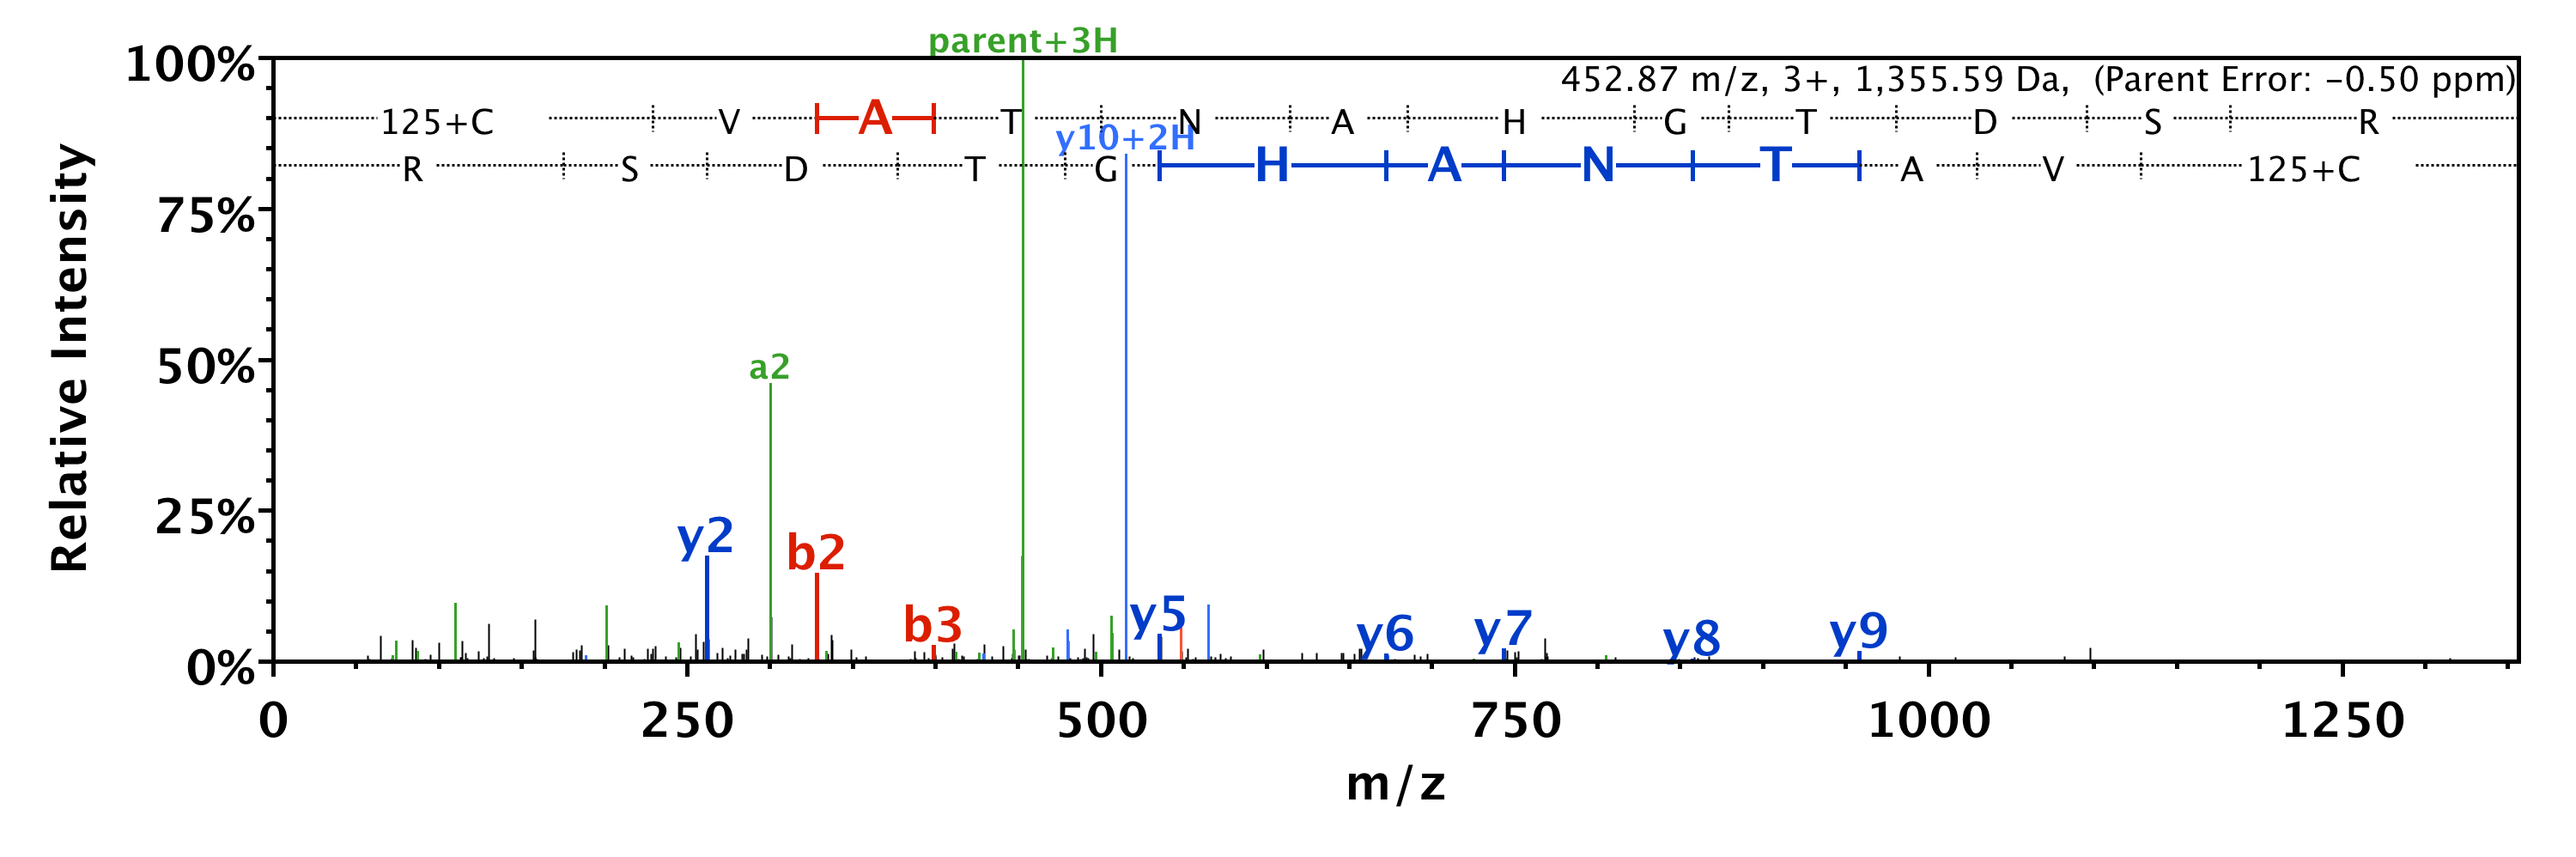 parent+3H
100%
452.87 m/z, 3+, 1,355.59 Da, (Parent Error: −0.50 ppm)
125+C V A T N A H G T D S R
y10+2H
R S D T G H A N T A V 125+C
75%
50%
a2
25%
y2
b2
b3
y5
y6
y7
y8
y9
0%
0 250 500 750 1000 1250
m/z
Relative Intensity